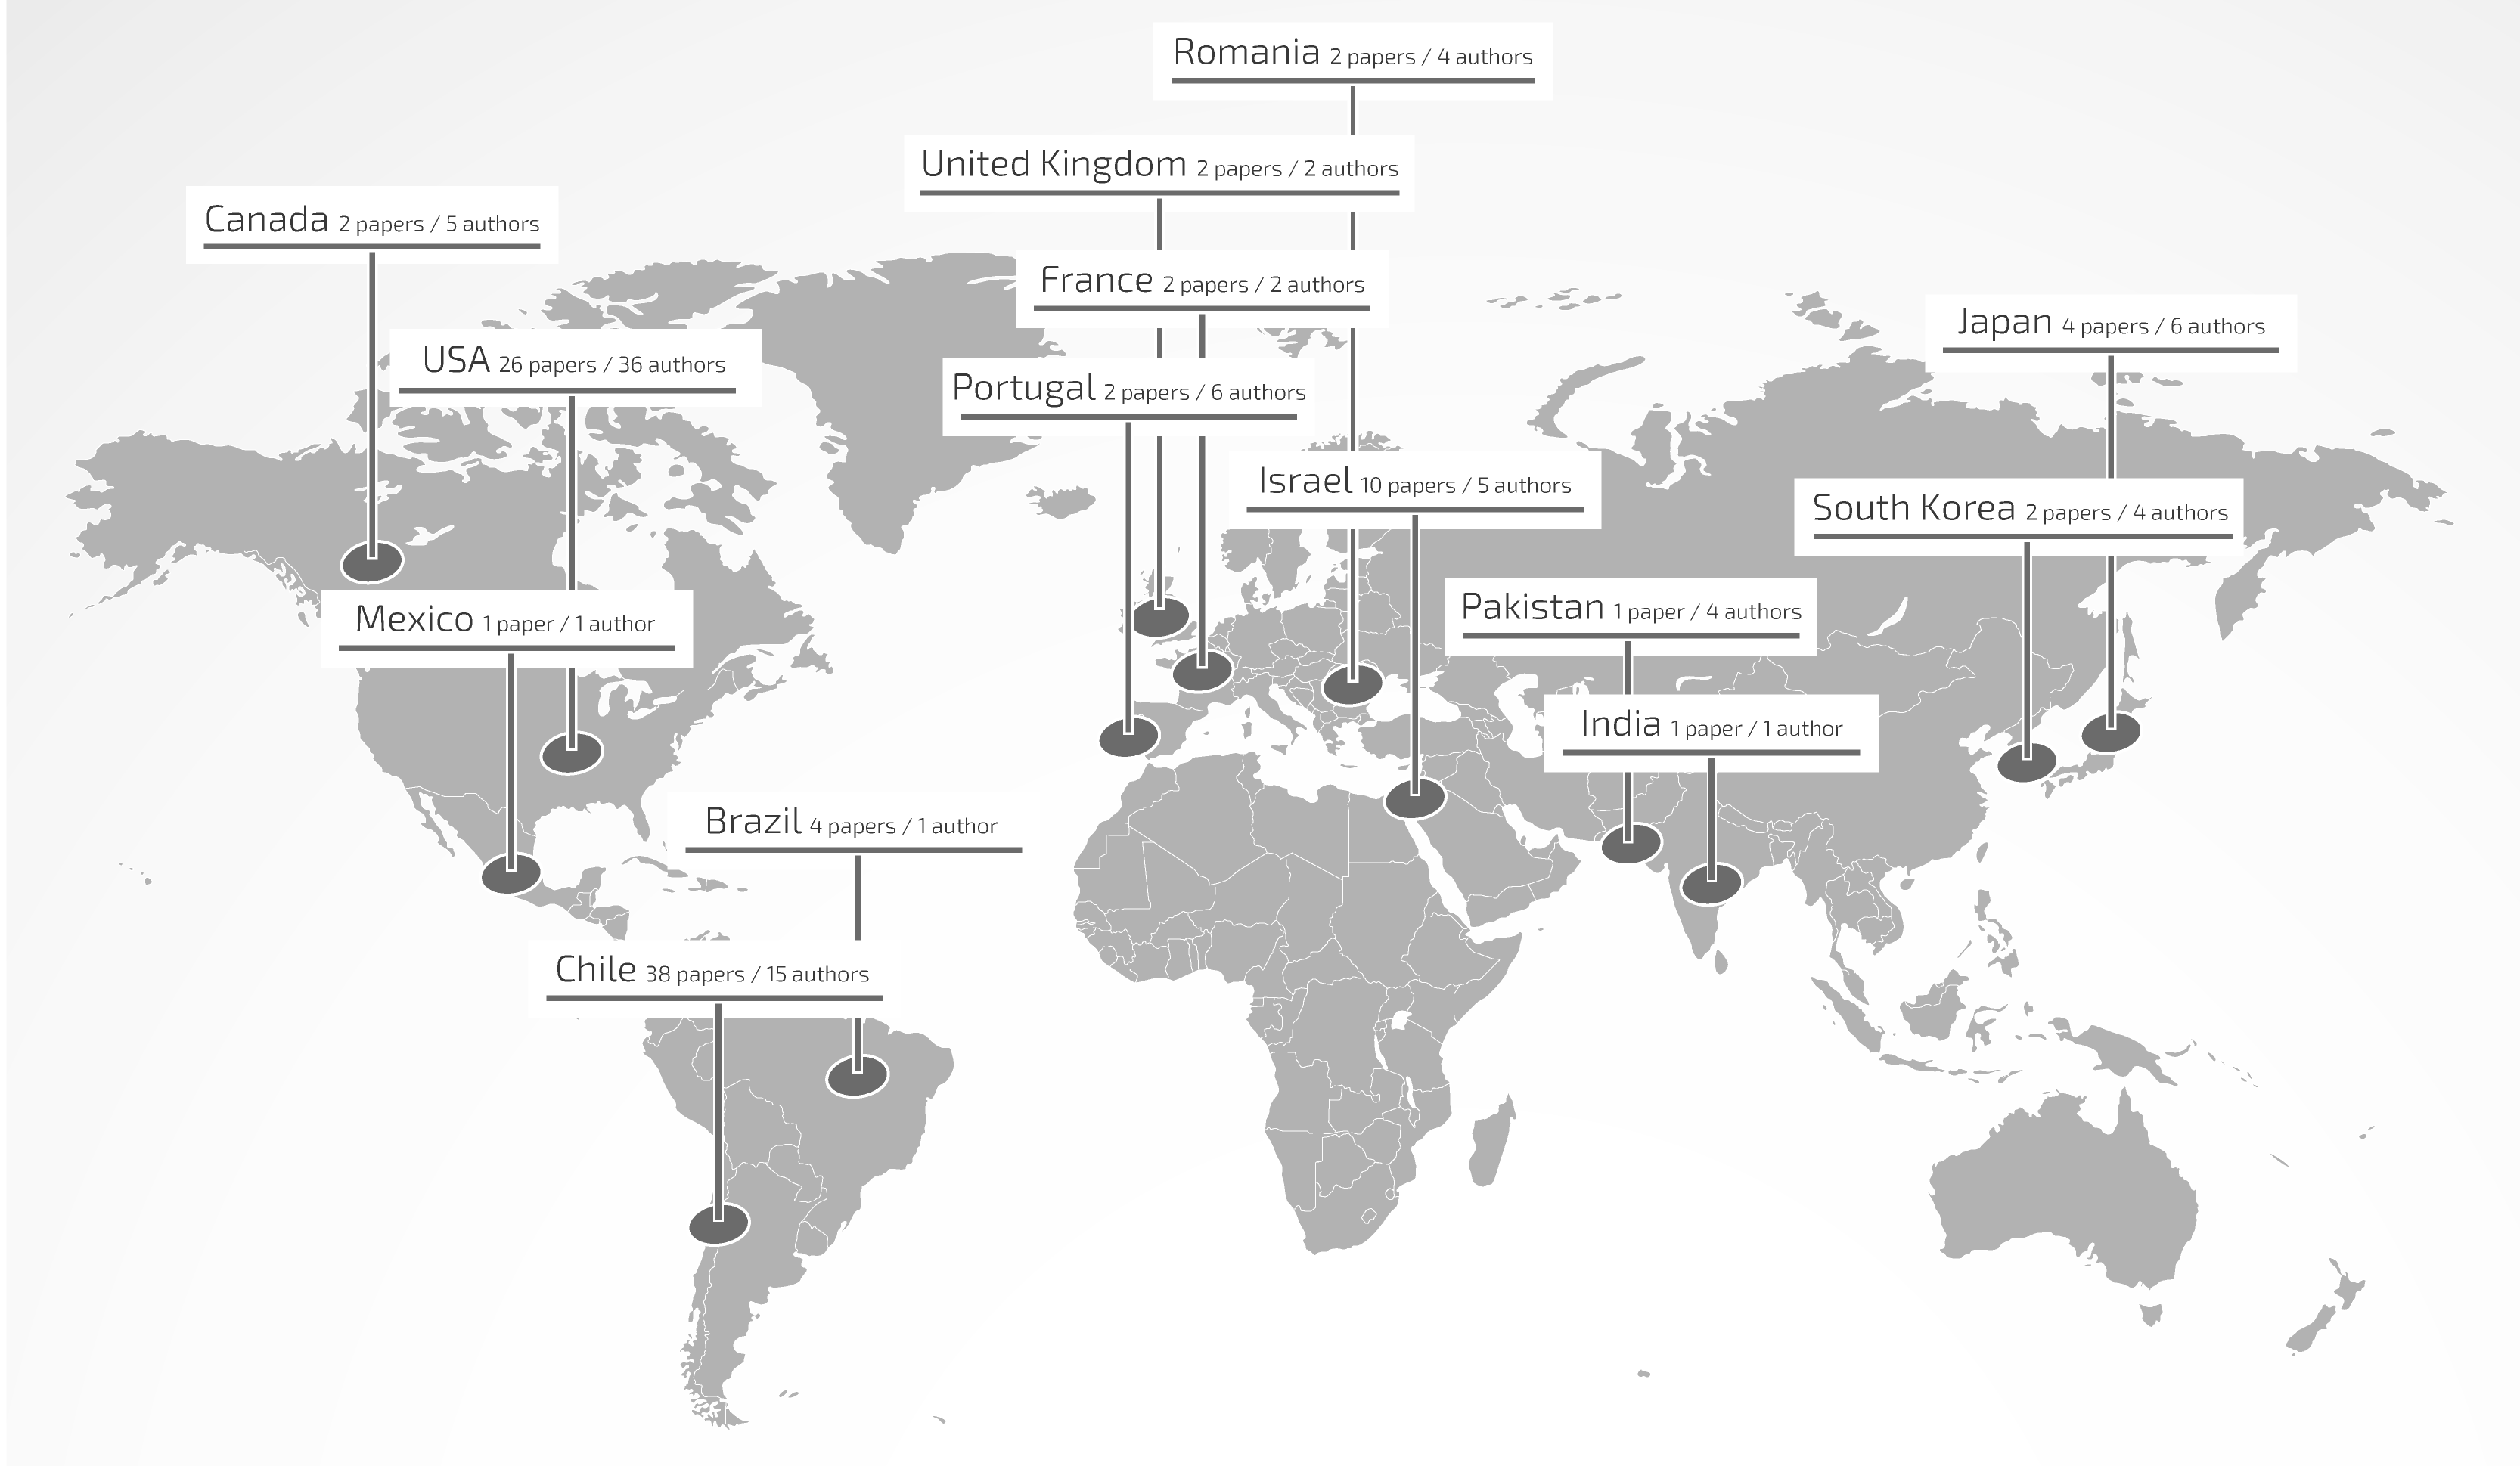 Romania 2 papers / 4 authors
United Kingdom 2 papers / 2 authors
Canada 2 papers / 5 authors
France 2 papers / 2 authors
Japan 4 papers / 6 authors
USA 26 papers / 36 authors
Portugal 2 papers / 6 authors
Israel 10 papers / 5 authors
South Korea 2 papers / 4 authors
Pakistan 1 paper / 4 authors
Mexico 1 paper / 1 author
India 1 paper / 1 author
Brazil 4 papers / 1 author
Chile 38 papers / 15 authors